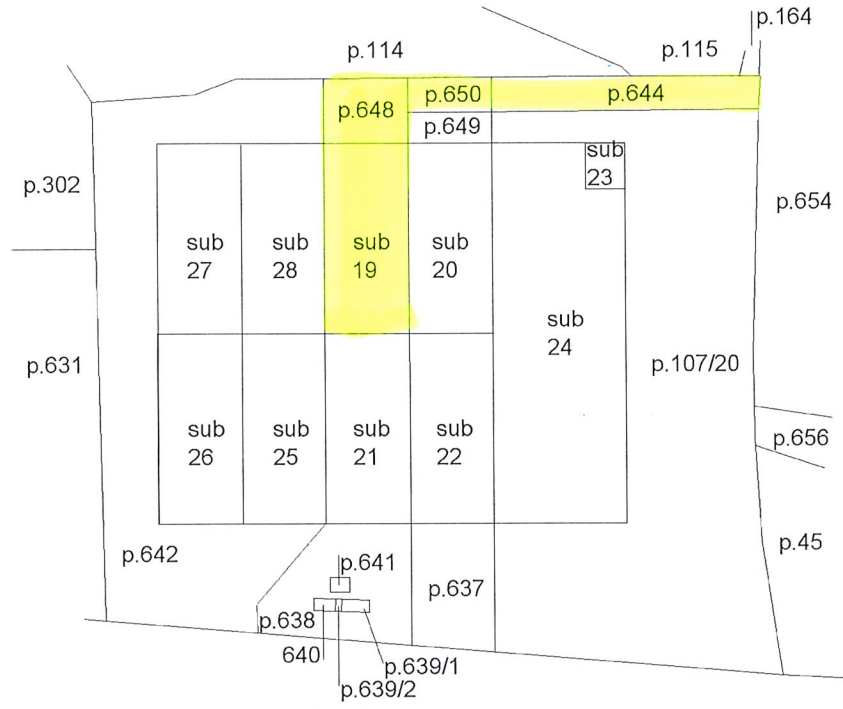 p.164
p.114
p.115
p.650
p.644
p.648
p.649
sub
23
p.302
p.654
sub
27
sub
28
sub
19
sub
20
sub
24
p.631
p.107/20
sub
26
sub
25
sub
21
sub
22
p.656
p.45
p.642
p.641
p.637
p.638
640
p.639/1
p.639/2